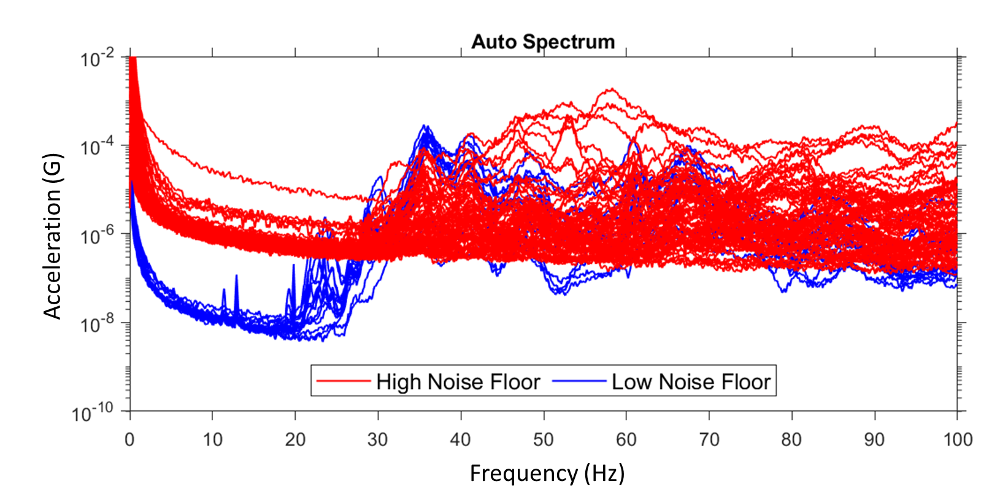 Auto Spectrum
10^-2
10^-4
10^-6
10^-8
10^-10
Acceleration (G)
High Noise Floor Low Noise Floor
0 10 20 30 40 50 60 70 80 90 100
Frequency (Hz)